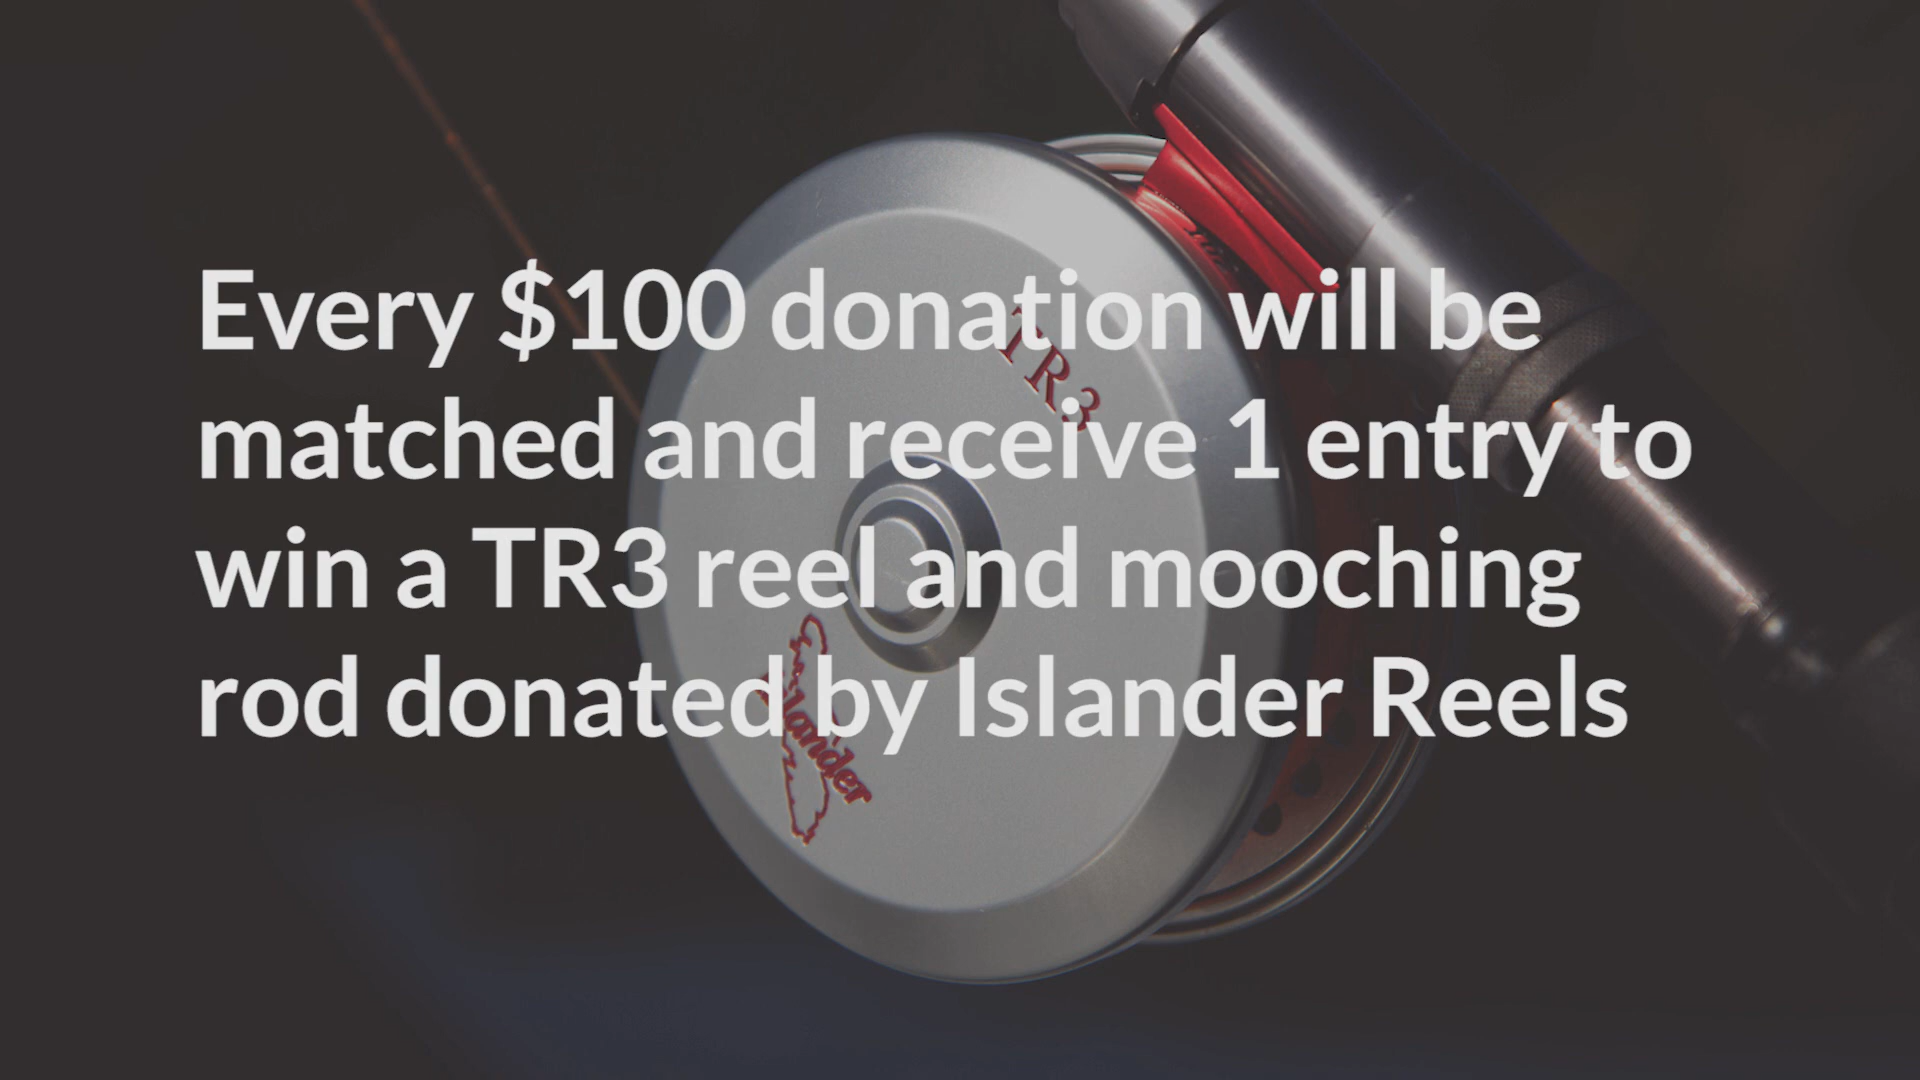 Every $100 donation will be
matched and receive 1 entry to
win a TR3 reel and mooching
rod donated by Islander Reels
TR3
Islander